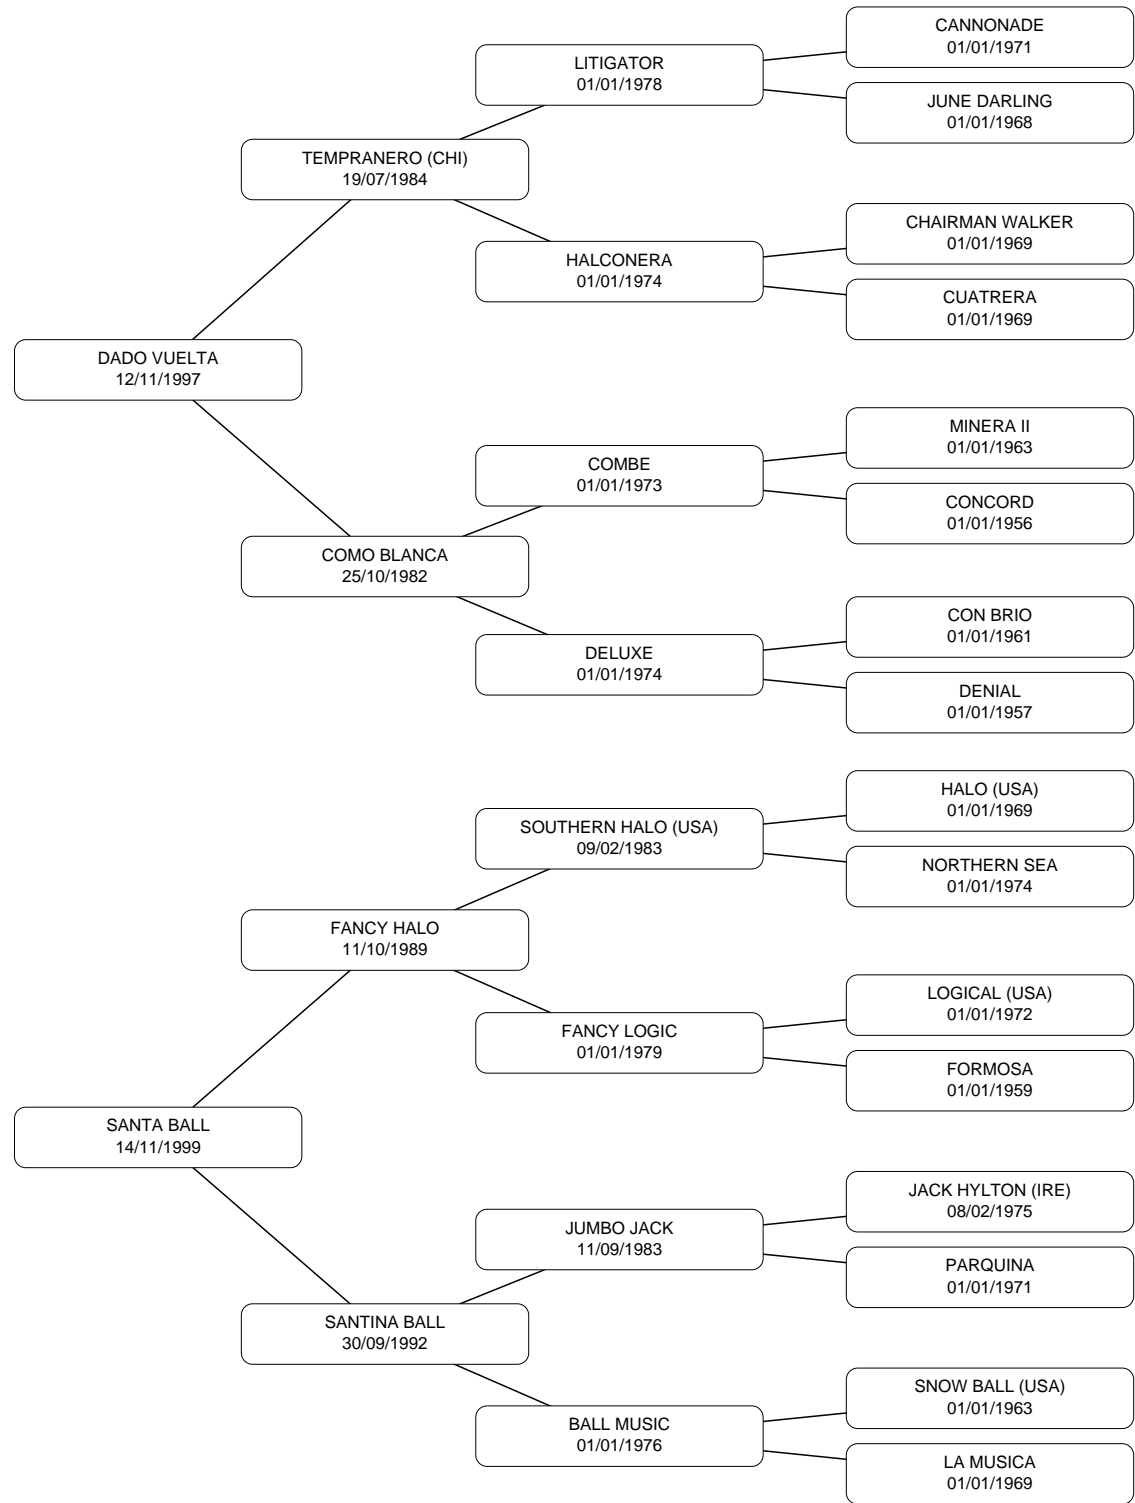 CANNONADE
01/01/1971
LITIGATOR
01/01/1978
JUNE DARLING
01/01/1968
TEMPRANERO (CHI)
19/07/1984
CHAIRMAN WALKER
01/01/1969
HALCONERA
01/01/1974
CUATRERA
01/01/1969
DADO VUELTA
12/11/1997
MINERA II
01/01/1963
COMBE
01/01/1973
CONCORD
01/01/1956
COMO BLANCA
25/10/1982
CON BRIO
01/01/1961
DELUXE
01/01/1974
DENIAL
01/01/1957
HALO (USA)
01/01/1969
SOUTHERN HALO (USA)
09/02/1983
NORTHERN SEA
01/01/1974
FANCY HALO
11/10/1989
LOGICAL (USA)
01/01/1972
FANCY LOGIC
01/01/1979
FORMOSA
01/01/1959
SANTA BALL
14/11/1999
JACK HYLTON (IRE)
08/02/1975
JUMBO JACK
11/09/1983
PARQUINA
01/01/1971
SANTINA BALL
30/09/1992
SNOW BALL (USA)
01/01/1963
BALL MUSIC
01/01/1976
LA MUSICA
01/01/1969